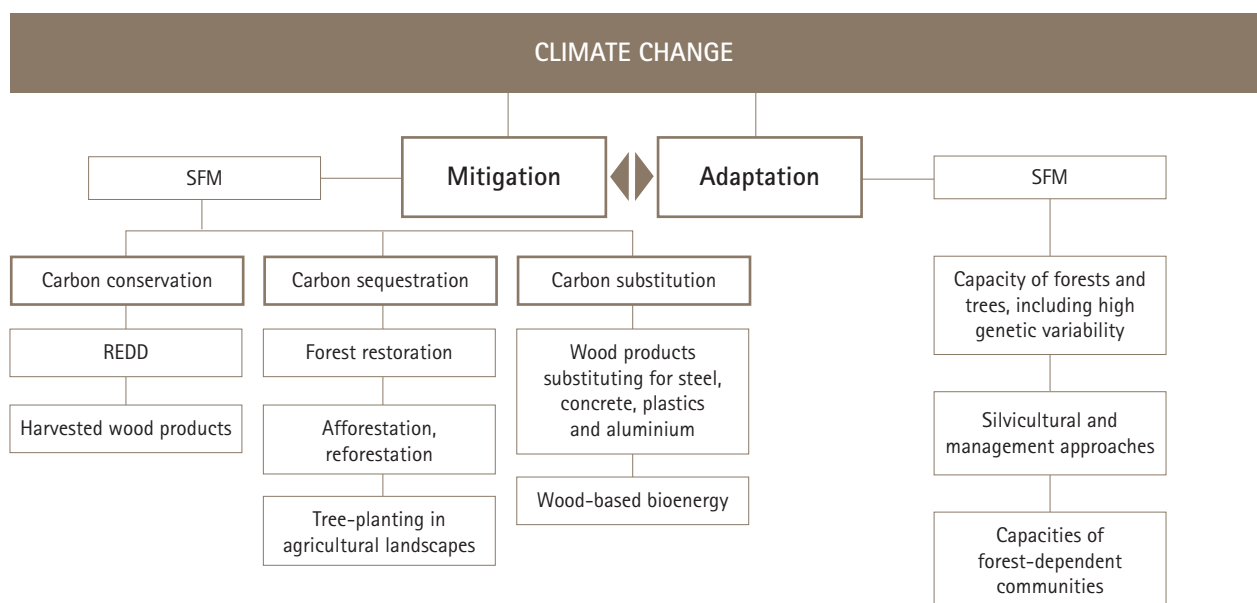 CLIMATE CHANGE
SFM
Mitigation
Adaptation
SFM
Carbon conservation
REDD
Harvested wood products
Carbon sequestration
Forest restoration
Afforestation,
reforestation
Tree-planting in
agricultural landscapes
Carbon substitution
Wood products
substituting for steel,
concrete, plastics
and aluminium
Wood-based bioenergy
Capacity of forests and
trees, including high
genetic variability
Silvicultural and
management approaches
Capacities of
forest-dependent
communities